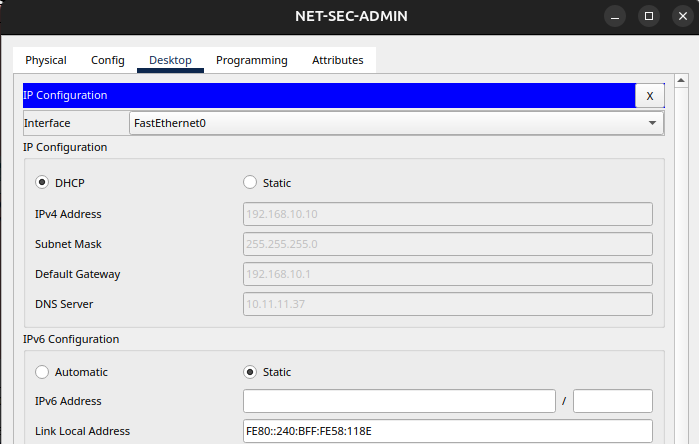 NET-SEC-ADMIN
Physical Config Desktop Programming Attributes
IP Configuration X
Interface FastEthernet0
IP Configuration
DHCP Static
IPv4 Address 192.168.10.10
Subnet Mask 255.255.255.0
Default Gateway 192.168.10.1
DNS Server 10.11.11.37
IPv6 Configuration
Automatic Static
IPv6 Address /
Link Local Address FE80::240:BFF:FE58:118E